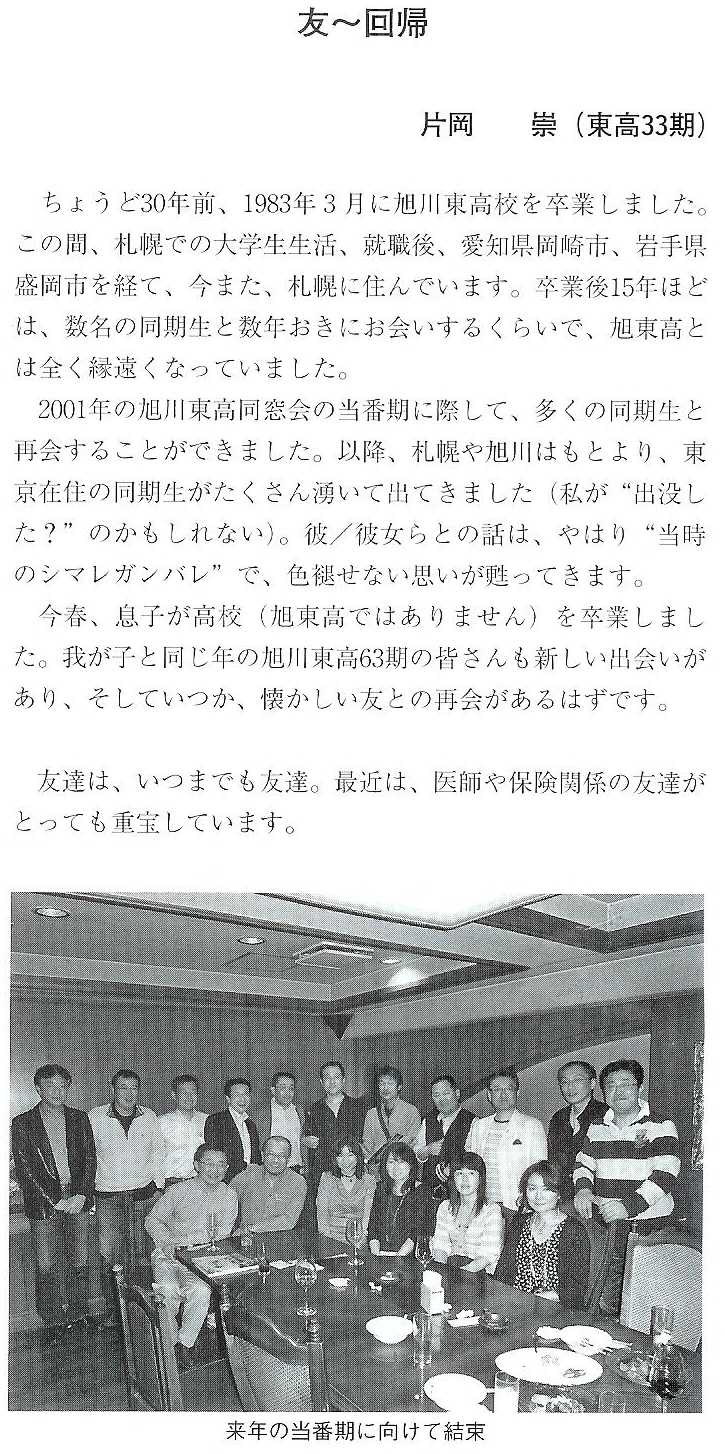 友～回帰
片岡　崇（東高33期）
ちょうど30年前、1983年３月に旭川東高校を卒業しました。
この間、札幌での大学生生活、就職後、愛知県岡崎市、岩手県
盛岡市を経て、今また、札幌に住んでいます。卒業後15年ほど
は、数名の同期生と数年おきにお会いするくらいで、旭東高と
は全く縁遠くなっていました。
2001年の旭川東高同窓会の当番期に際して、多くの同期生と
再会することができました。以降、札幌や旭川はもとより、東
京在住の同期生がたくさん湧いて出てきました（私が“出没し
た？”のかもしれない）。彼／彼女らとの話は、やはり“当時
のシマレガンバレ”で、色褪せない思いが甦ってきます。
今春、息子が高校（旭東高ではありません）を卒業しまし
た。我が子と同じ年の旭川東高63期の皆さんも新しい出会いが
あり、そしていつか、懐かしい友との再会があるはずです。
友達は、いつまでも友達。最近は、医師や保険関係の友達が
とっても重宝しています。
来年の当番期に向けて結束